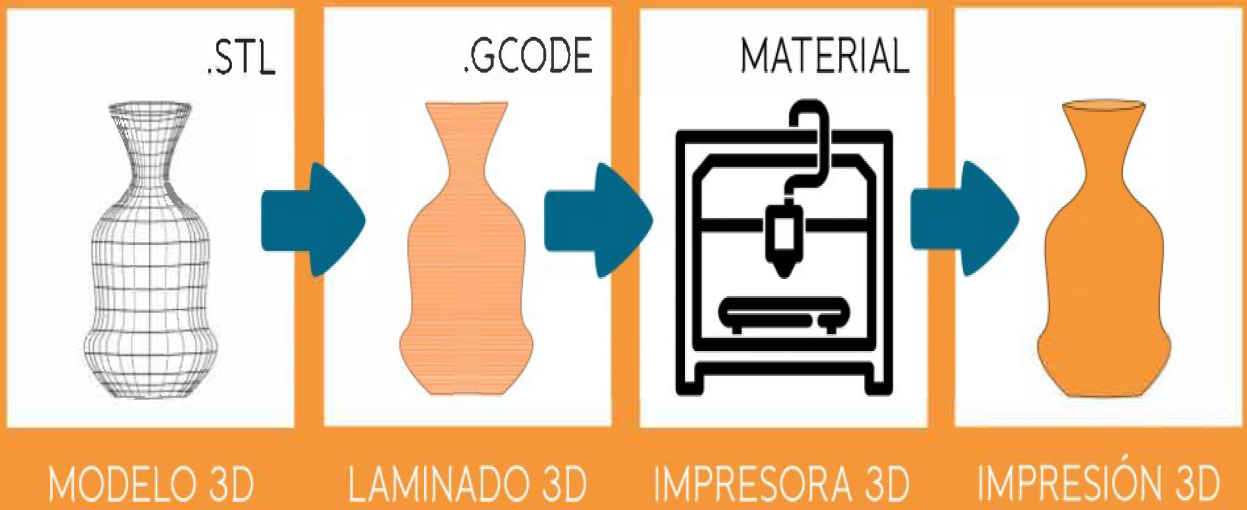 .STL
.GCODE
MATERIAL
MODELO 3D
LAMINADO 3D
IMPRESORA 3D
IMPRESIÓN 3D